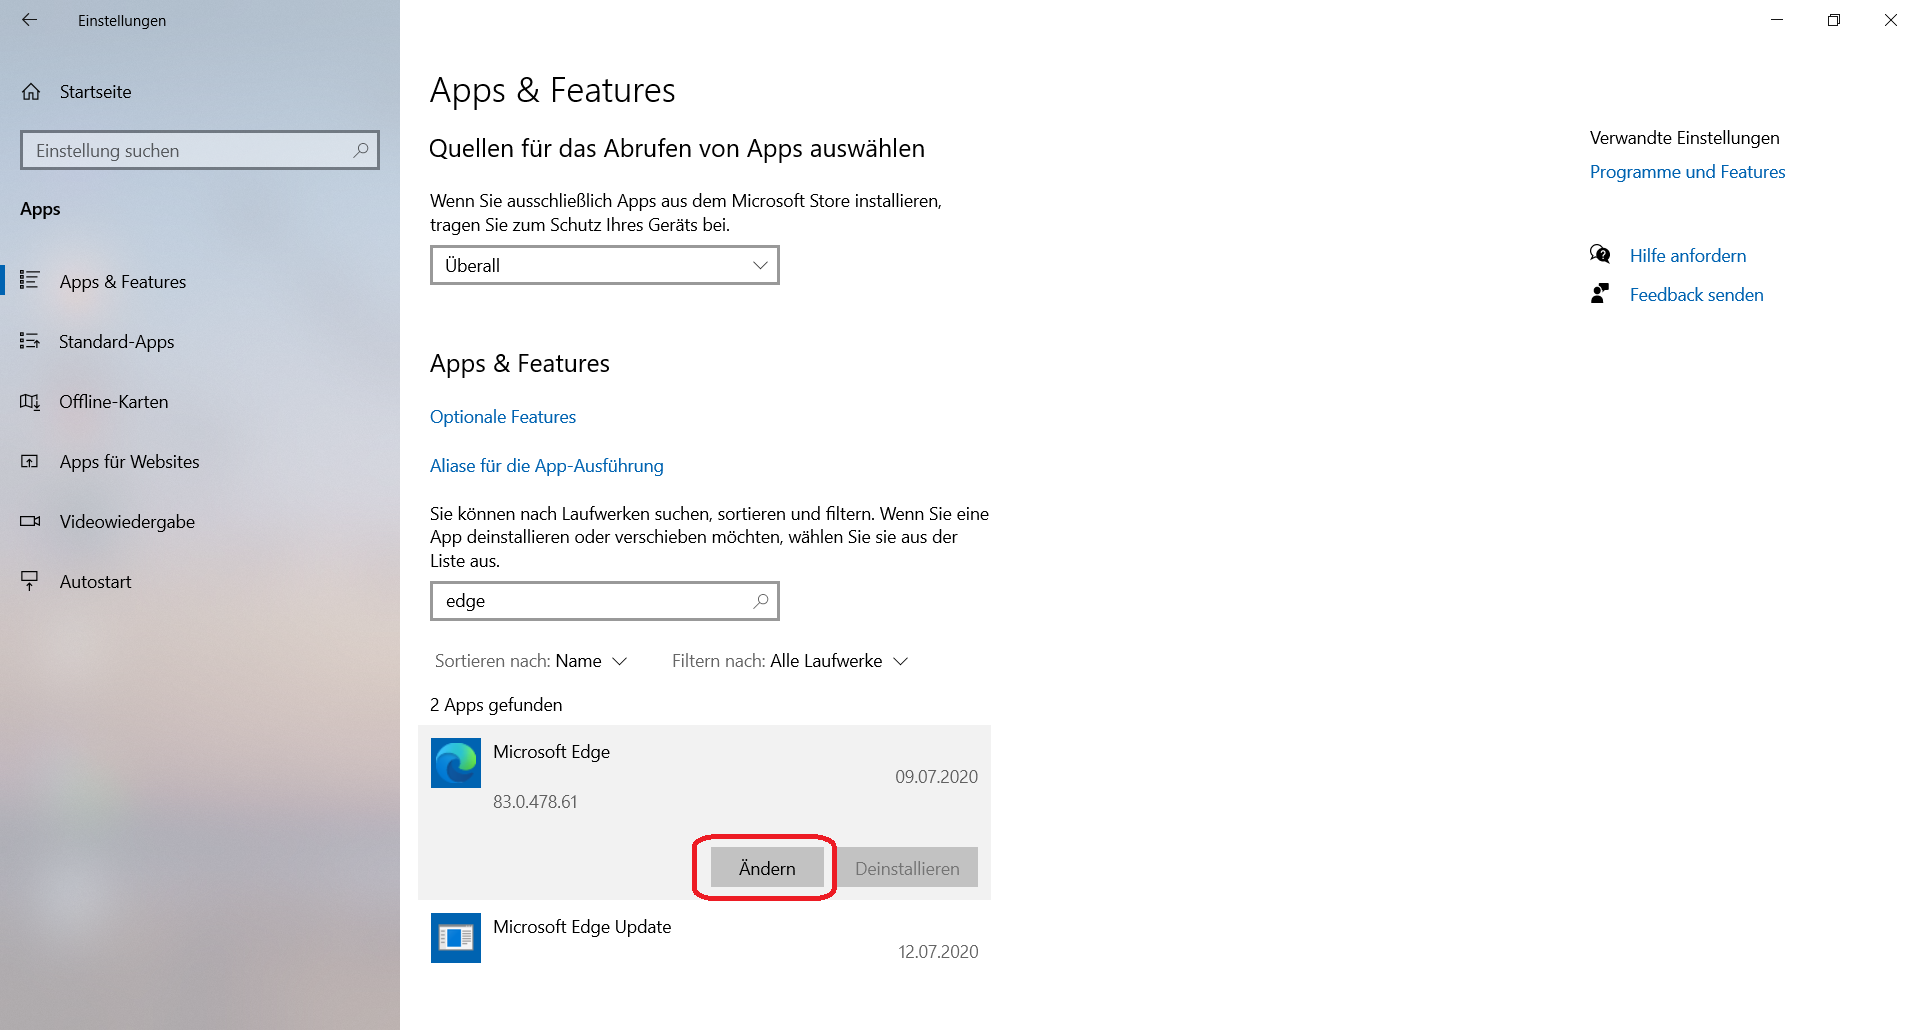 Einstellungen
Startseite
Einstellung suchen
Apps
Apps & Features
Standard-Apps
Offline-Karten
Apps für Websites
Videowiedergabe
Autostart
Apps & Features
Quellen für das Abrufen von Apps auswählen
Wenn Sie ausschließlich Apps aus dem Microsoft Store installieren,
tragen Sie zum Schutz Ihres Geräts bei.
Überall
Apps & Features
Optionale Features
Aliase für die App-Ausführung
Sie können nach Laufwerken suchen, sortieren und filtern. Wenn Sie eine
App deinstallieren oder verschieben möchten, wählen Sie sie aus der
Liste aus.
edge
Sortieren nach: Name Filtern nach: Alle Laufwerke
2 Apps gefunden
Microsoft Edge
09.07.2020
83.0.478.61
Ändern Deinstallieren
Microsoft Edge Update
12.07.2020
Verwandte Einstellungen
Programme und Features
Hilfe anfordern
Feedback senden